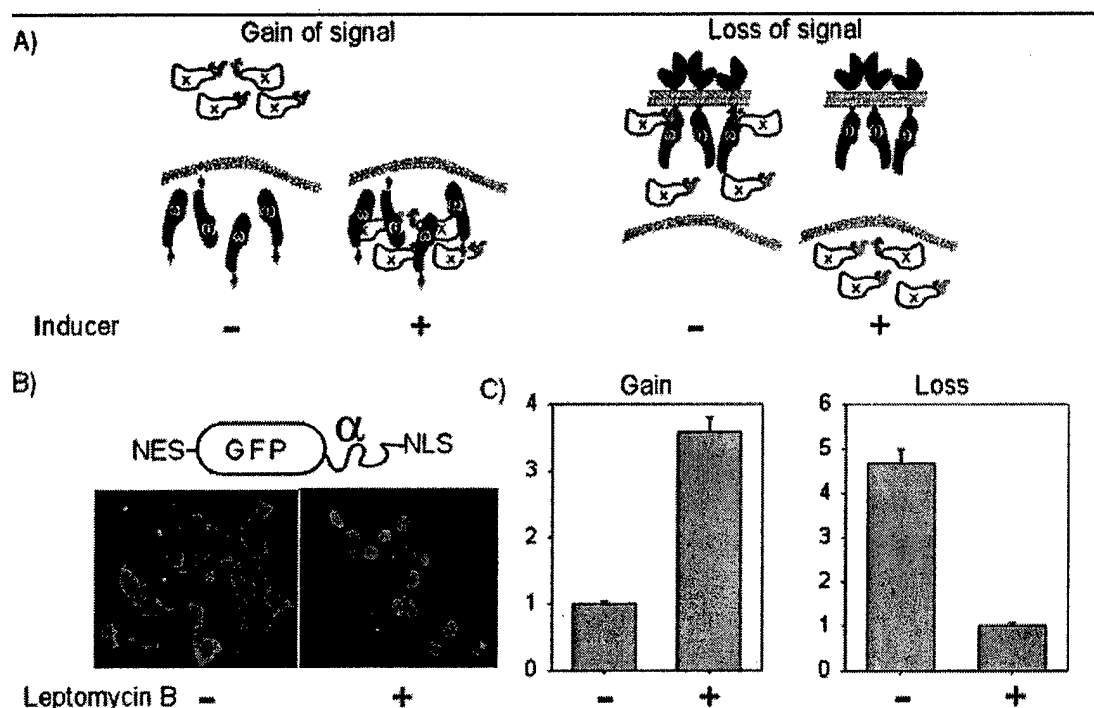 A)
Gain of signal
Loss of signal
x x x x
x x x x
x x x x
x x x x
Inducer - + - +
B)
NES- GFP α -NLS
Leptomycin B - +
C)
Gain
4
3
2
1
0
- +
Loss
6
5
4
3
2
1
0
- +